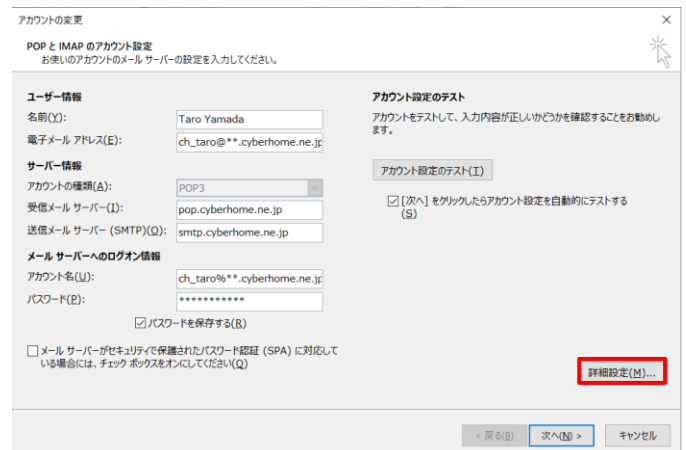 アカウントの変更
POP と IMAP のアカウント設定
お使いのアカウントのメール サーバーの設定を入力してください。
ユーザー情報
名前(Y):
Taro Yamada
電子メール アドレス(E):
ch_taro@**.cyberhome.ne.jp
サーバー情報
アカウントの種類(A):
POP3
受信メール サーバー(I):
pop.cyberhome.ne.jp
送信メール サーバー (SMTP)(O):
smtp.cyberhome.ne.jp
メール サーバーへのログオン情報
アカウント名(U):
ch_taro%**.cyberhome.ne.jp
パスワード(P):
***********
パスワードを保存する(R)
メール サーバーがセキュリティで保護されたパスワード認証 (SPA) に対応して
いる場合には、チェック ボックスをオンにしてください(Q)
アカウント設定のテスト
アカウントをテストして、入力内容が正しいかどうかを確認することをお勧めし
ます。
アカウント設定のテスト(T)
[次へ] をクリックしたらアカウント設定を自動的にテストする
(S)
詳細設定(M)...
< 戻る(B)
次へ(N) >
キャンセル